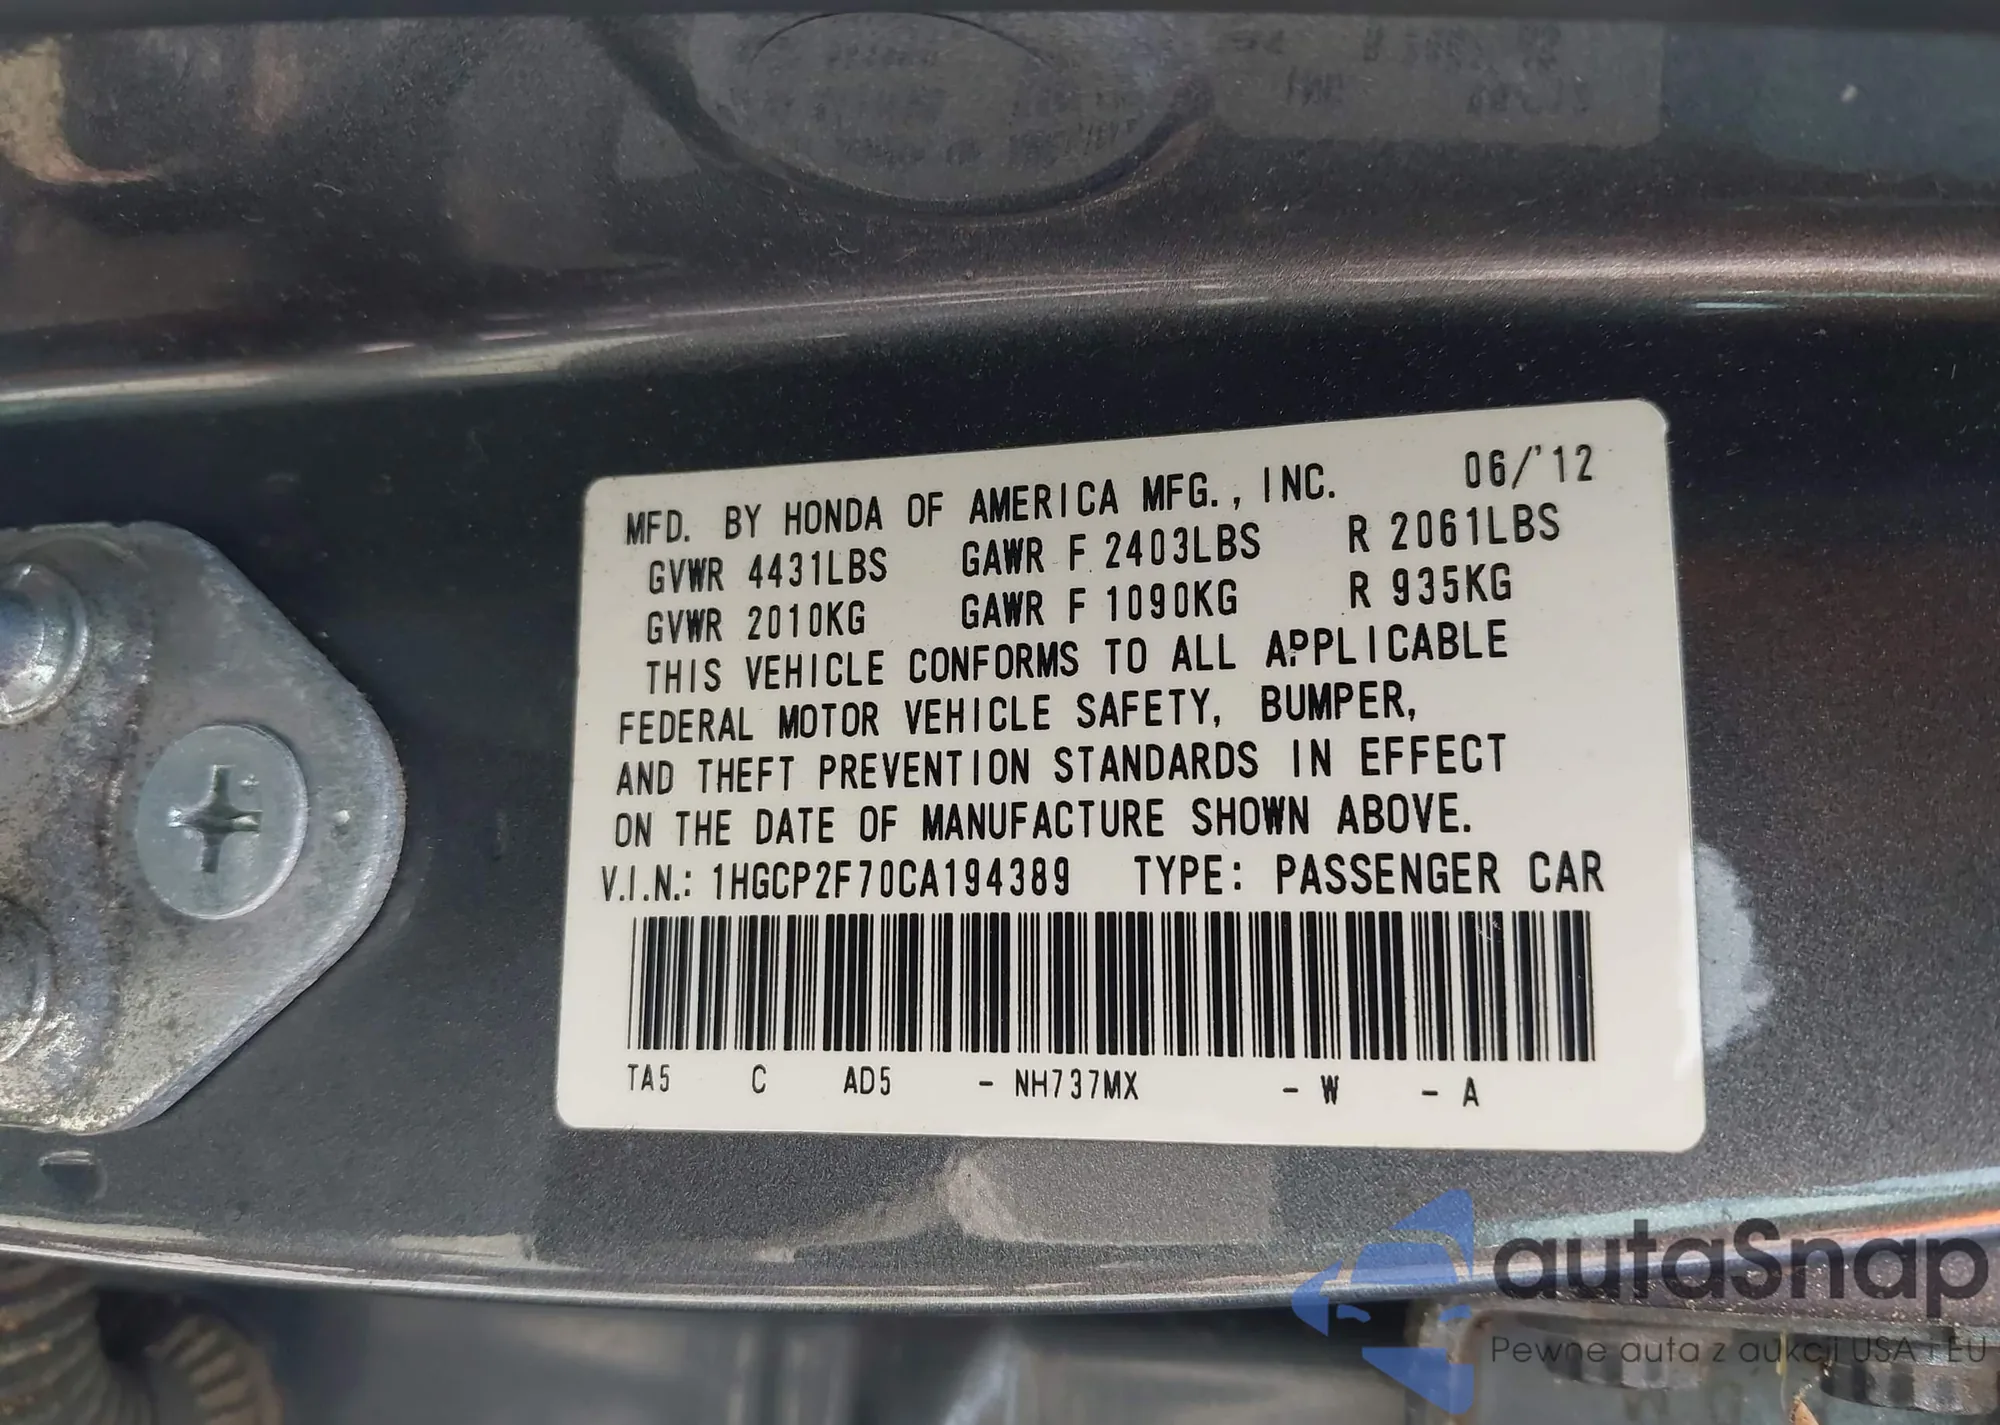 MFD. BY HONDA OF AMERICA MFG., INC. 06/'12
GVWR 4431LBS GAWR F 2403LBS R 2061LBS
GVWR 2010KG GAWR F 1090KG R 935KG
THIS VEHICLE CONFORMS TO ALL APPLICABLE
FEDERAL MOTOR VEHICLE SAFETY, BUMPER,
AND THEFT PREVENTION STANDARDS IN EFFECT
ON THE DATE OF MANUFACTURE SHOWN ABOVE.
V.I.N.: 1HGCP2F70CA194389 TYPE: PASSENGER CAR
TA5 C AD5 - NH737MX - W - A
autaSnap
Pewne auta z aukcji USA i EU